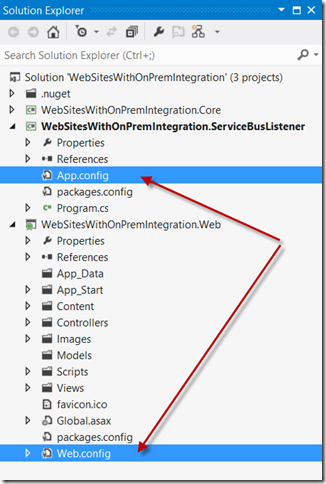 Solution Explorer
Search Solution Explorer (Ctrl+;)
Solution 'WebSitesWithOnPremIntegration' (3 projects)
.nuget
WebSitesWithOnPremIntegration.Core
WebSitesWithOnPremIntegration.ServiceBusListener
Properties
References
App.config
packages.config
Program.cs
WebSitesWithOnPremIntegration.Web
Properties
References
App_Data
App_Start
Content
Controllers
Images
Models
Scripts
Views
favicon.ico
Global.asax
packages.config
Web.config